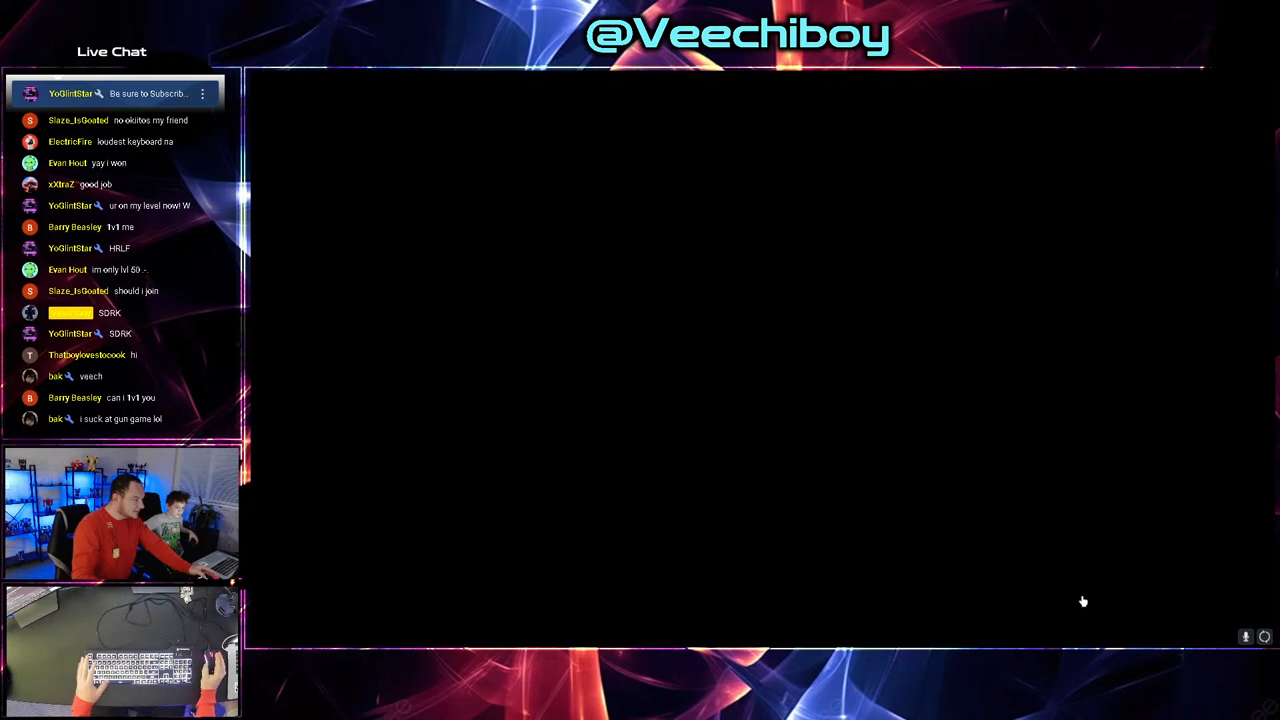 @Veechiboy
Live Chat
YoGlintStar Be sure to Subscrib...
Slaze_IsGoated no okiitos my friend
ElectricFire loudest keyboard na
Evan Hout yay i won
xXtraZ good job
YoGlintStar ur on my level now! W
Barry Beasley 1v1 me
YoGlintStar HRLF
Evan Hout im only lvl 50 .-.
Slaze_IsGoated should i join
SDRK
YoGlintStar SDRK
Thatboylovestocook hi
bak veech
Barry Beasley can i 1v1 you
bak i suck at gun game lol